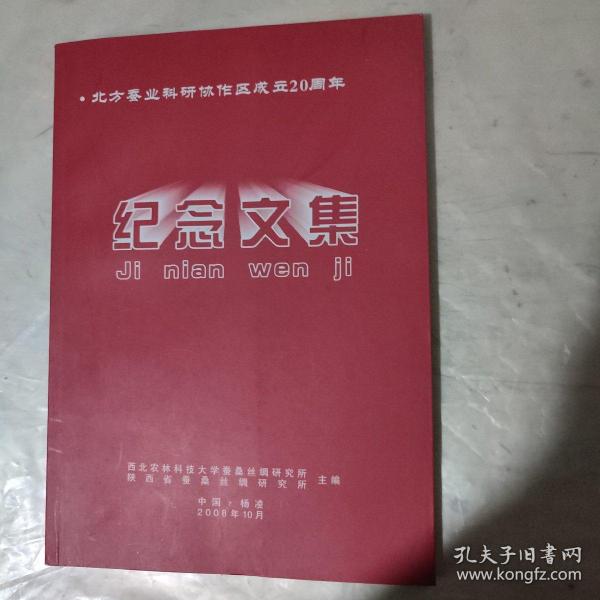 • 北方蚕业科研协作区成立20周年
纪念文集
Ji nian wen ji
西北农林科技大学蚕桑丝绸研究所
陕西省蚕桑丝绸研究所 主编
中国·杨凌
2008年10月
孔夫子旧书网
www.kongfz.com